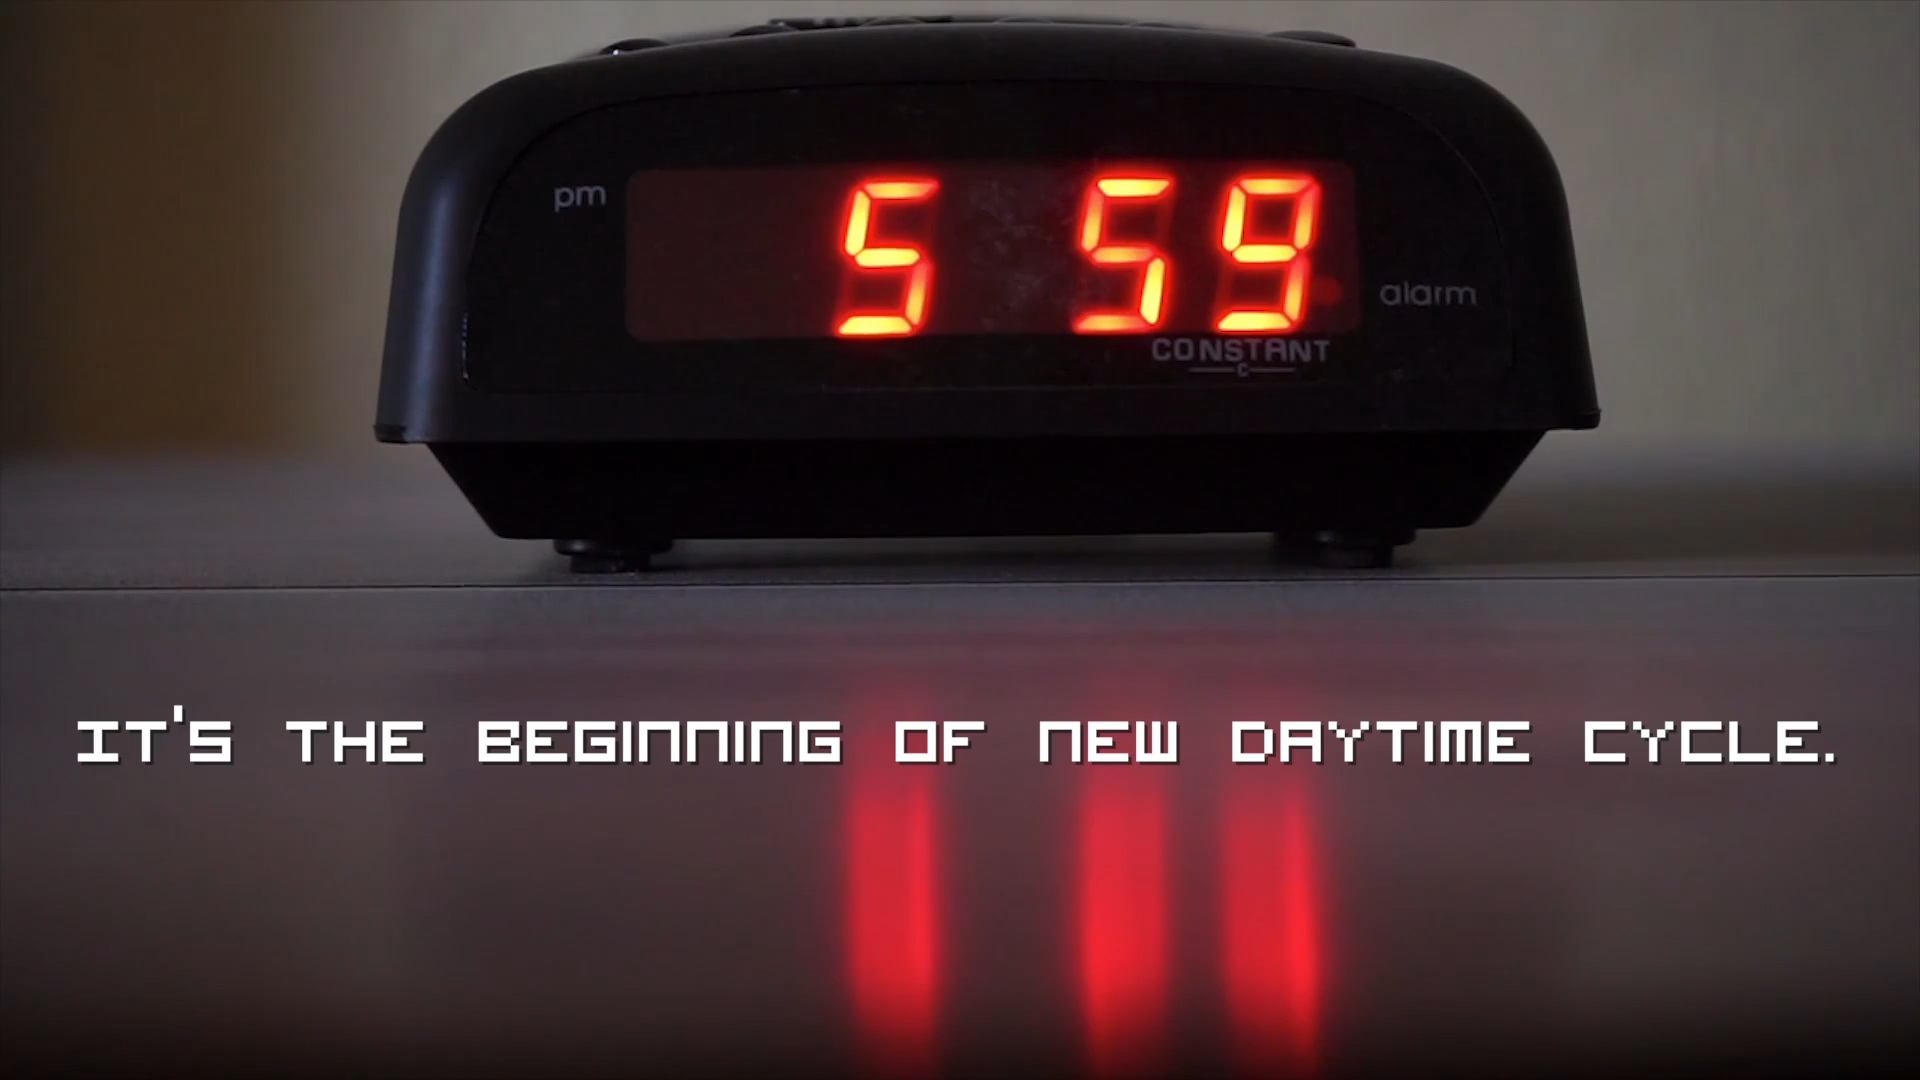 pm
5 59
alarm
CONSTANT
C
IT'S THE BEGINNING OF NEW DAYTIME CYCLE.